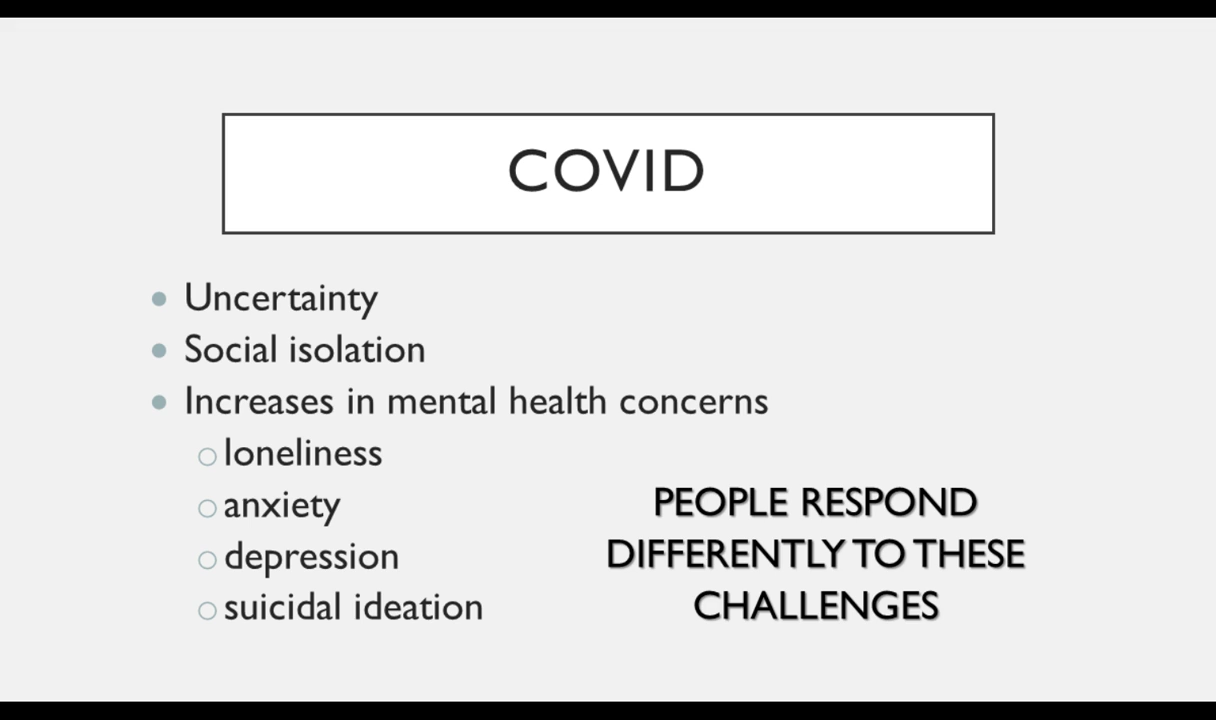 COVID
Uncertainty
Social isolation
Increases in mental health concerns
loneliness
anxiety
depression
suicidal ideation
PEOPLE RESPOND
DIFFERENTLY TO THESE
CHALLENGES